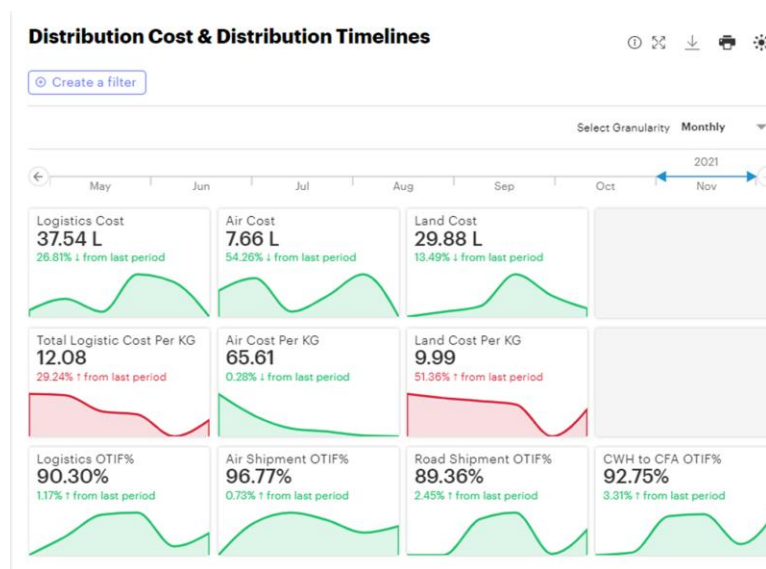 Distribution Cost & Distribution Timelines
Create a filter
Select Granularity Monthly
2021
May Jun Jul Aug Sep Oct Nov
Logistics Cost
37.54 L
26.81% ↓ from last period
Air Cost
7.66 L
54.26% ↓ from last period
Land Cost
29.88 L
13.49% ↓ from last period
Total Logistic Cost Per KG
12.08
29.24% ↑ from last period
Air Cost Per KG
65.61
0.28% ↓ from last period
Land Cost Per KG
9.99
51.36% ↑ from last period
Logistics OTIF%
90.30%
1.17% ↑ from last period
Air Shipment OTIF%
96.77%
0.73% ↑ from last period
Road Shipment OTIF%
89.36%
2.45% ↑ from last period
CWH to CFA OTIF%
92.75%
3.31% ↑ from last period